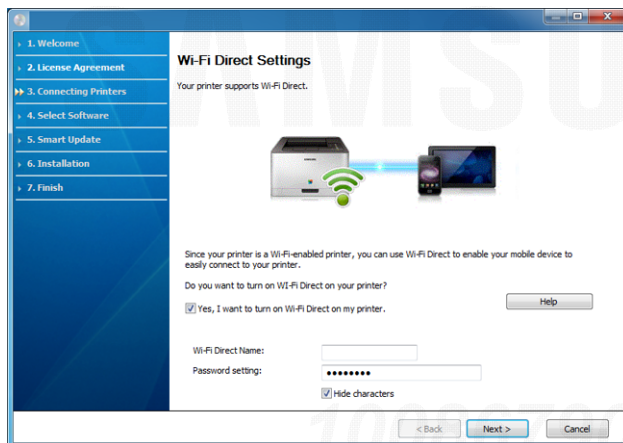 1. Welcome
2. License Agreement
3. Connecting Printers
4. Select Software
5. Smart Update
6. Installation
7. Finish
Wi-Fi Direct Settings
Your printer supports Wi-Fi Direct.
Since your printer is a Wi-Fi-enabled printer, you can use Wi-Fi Direct to enable your mobile device to
easily connect to your printer.
Do you want to turn on WI-Fi Direct on your printer?
Yes, I want to turn on Wi-Fi Direct on my printer.
Help
Wi-Fi Direct Name:
Password setting:
Hide characters
< Back
Next >
Cancel